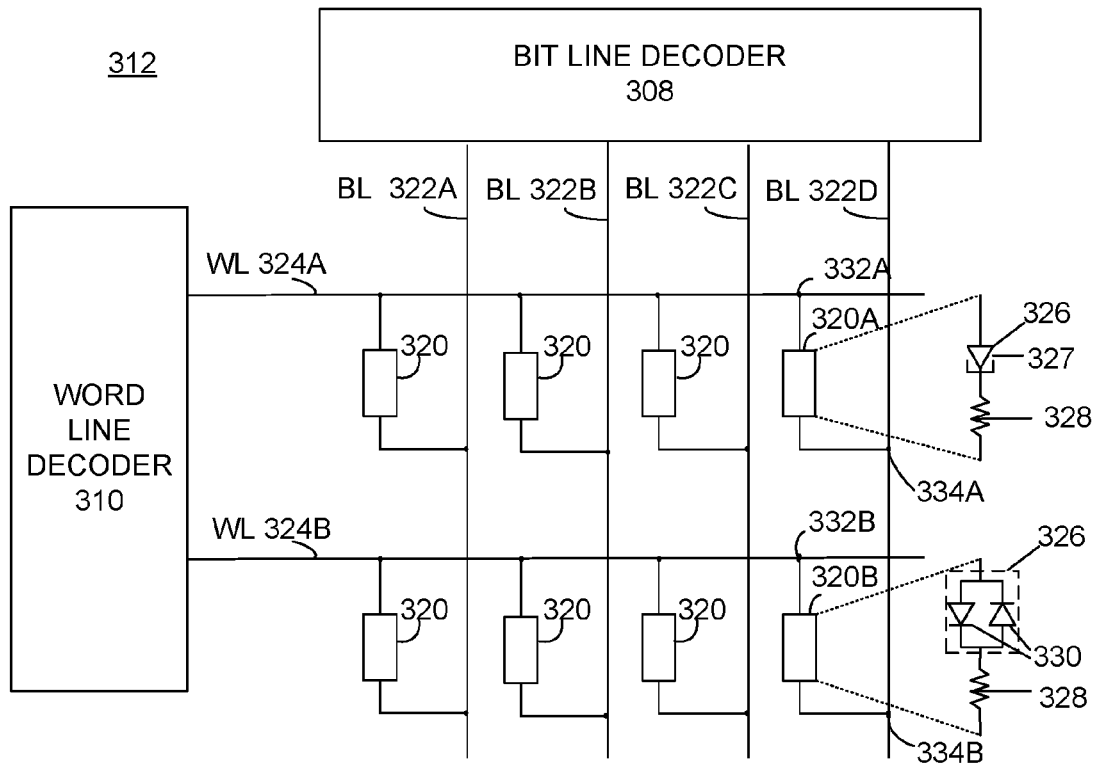 312
BIT LINE DECODER
308
BL 322A
BL 322B
BL 322C
BL 322D
WORD
LINE
DECODER
310
WL 324A
332A
320
320
320
320A
326
327
328
334A
WL 324B
332B
320
320
320
320B
326
330
328
334B